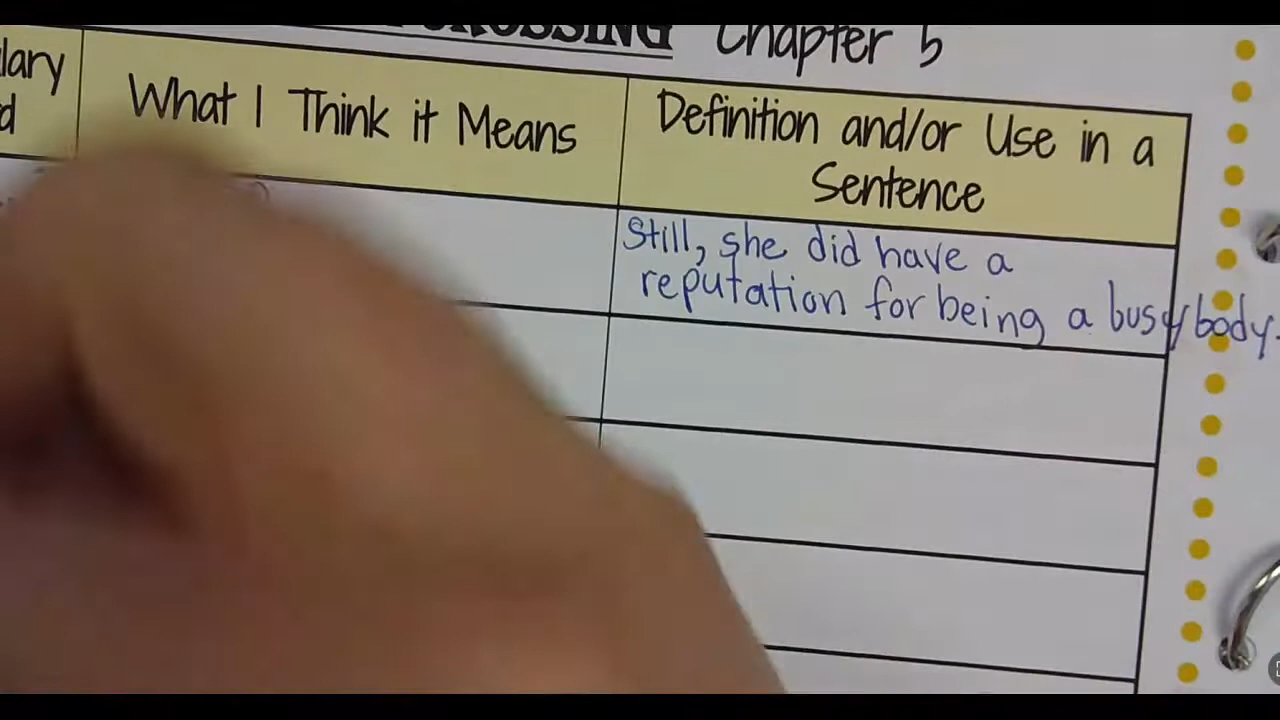 Chapter 5
What I Think it Means
Definition and/or Use in a
Sentence
Still, she did have a
reputation for being a busybody.